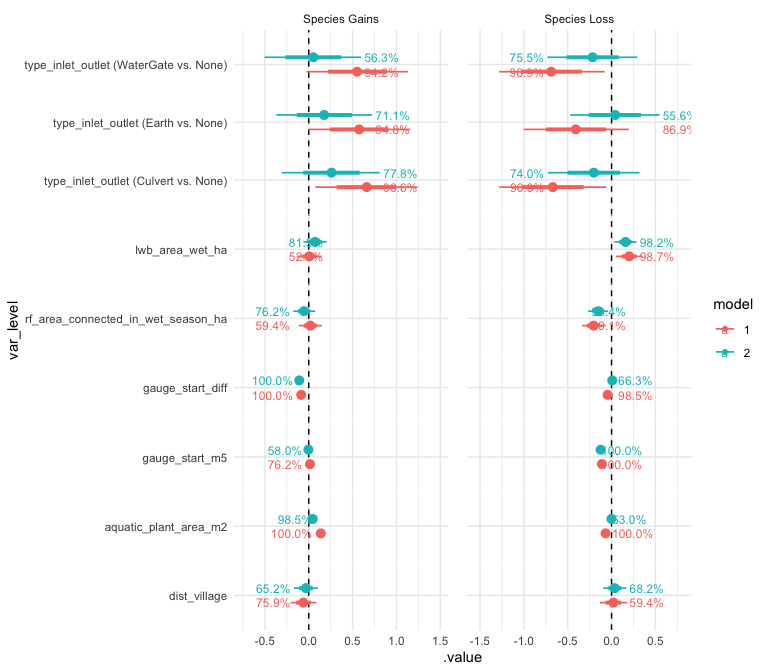 Species Gains
Species Loss
type_inlet_outlet (WaterGate vs. None)
56.3%
75.5%
type_inlet_outlet (Earth vs. None)
71.1%
55.6%
94.8%
86.9%
type_inlet_outlet (Culvert vs. None)
77.8%
74.0%
lwb_area_wet_ha
98.2%
98.7%
rf_area_connected_in_wet_season_ha
76.2%
59.4%
gauge_start_diff
100.0%
66.3%
100.0%
98.5%
gauge_start_m5
58.0%
100.0%
76.2%
100.0%
aquatic_plant_area_m2
98.5%
53.0%
100.0%
100.0%
dist_village
65.2%
68.2%
75.9%
59.4%
-0.5
0.0
0.5
1.0
1.5
-1.5
-1.0
-0.5
0.0
0.5
.value
var_level
model
1
2